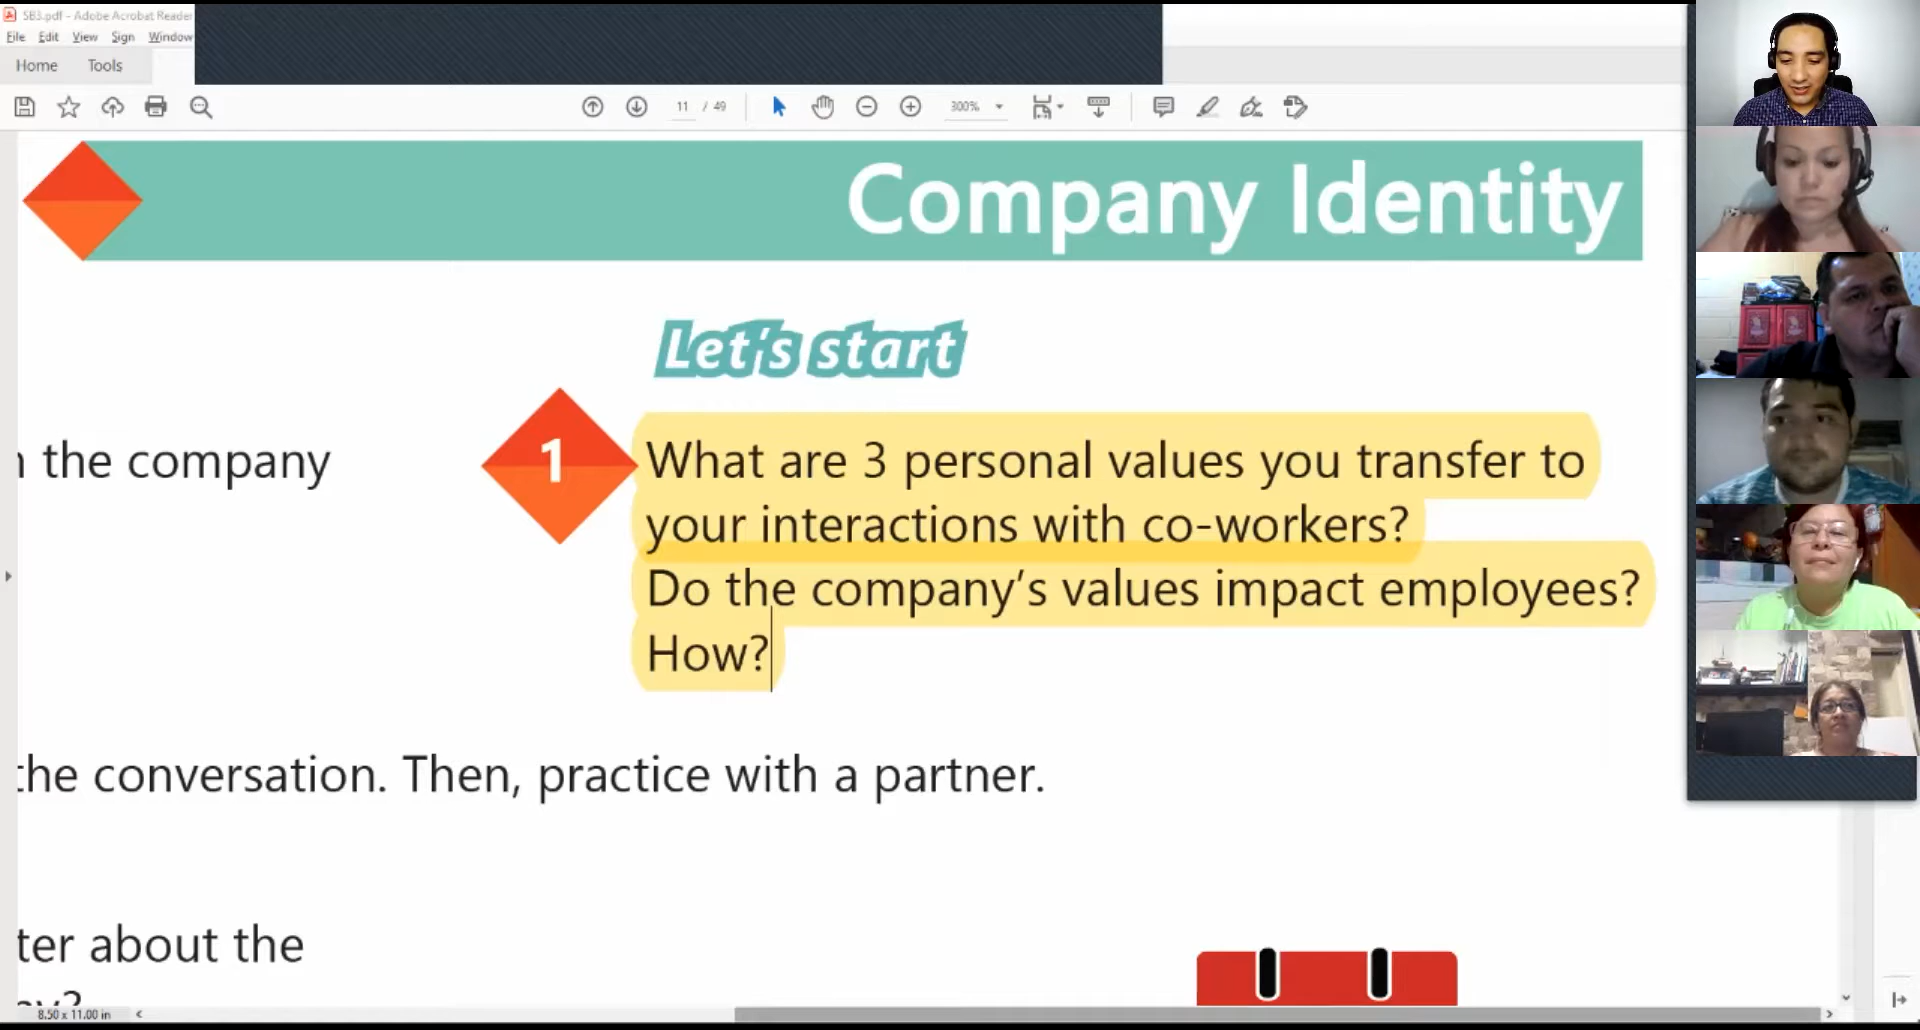 SB3.pdf - Adobe Acrobat Reader
File Edit View Sign Window
Home Tools
11 / 49 300%
Company Identity
Let's start
the company
1 What are 3 personal values you transfer to
your interactions with co-workers?
Do the company's values impact employees?
How?
the conversation. Then, practice with a partner.
about the
8.50 x 11.00 in